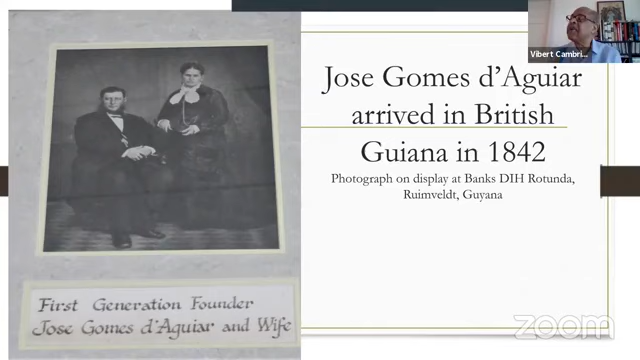 Vibert Cambri...
Jose Gomes d'Aguiar
arrived in British
Guiana in 1842
Photograph on display at Banks DIH Rotunda,
Ruimveldt, Guyana
First Generation Founder
Jose Gomes d'Aguiar and Wife
zoom